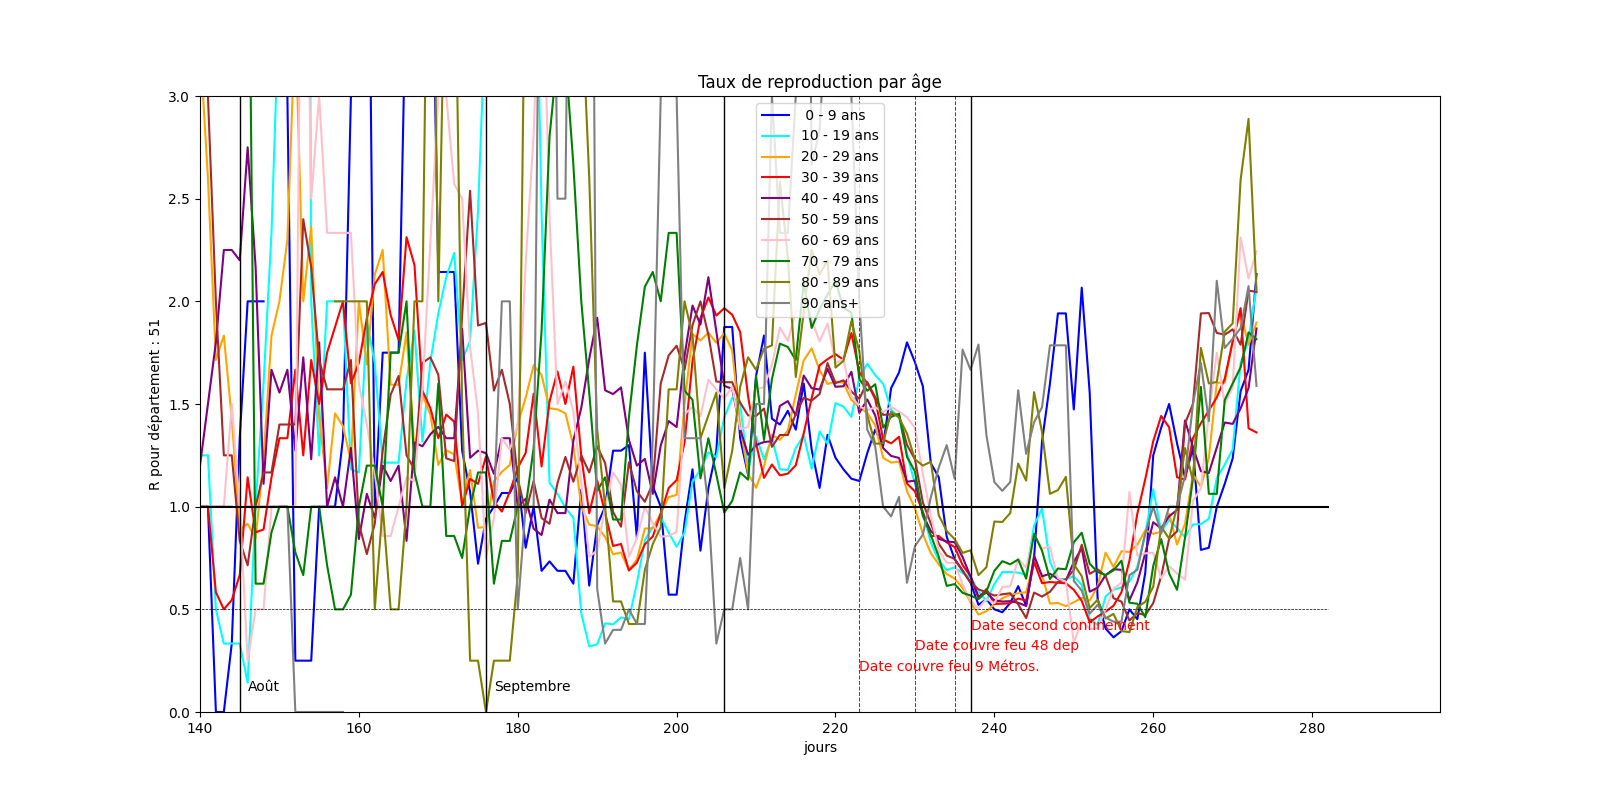 Taux de reproduction par âge
3.0
2.5
2.0
1.5
1.0
0.5
0.0
R pour département : 51
0 - 9 ans
10 - 19 ans
20 - 29 ans
30 - 39 ans
40 - 49 ans
50 - 59 ans
60 - 69 ans
70 - 79 ans
80 - 89 ans
90 ans+
Date second confinement
Date couvre feu 48 dep
Date couvre feu 9 Métros.
Août
Septembre
140
160
180
200
220
240
260
280
jours